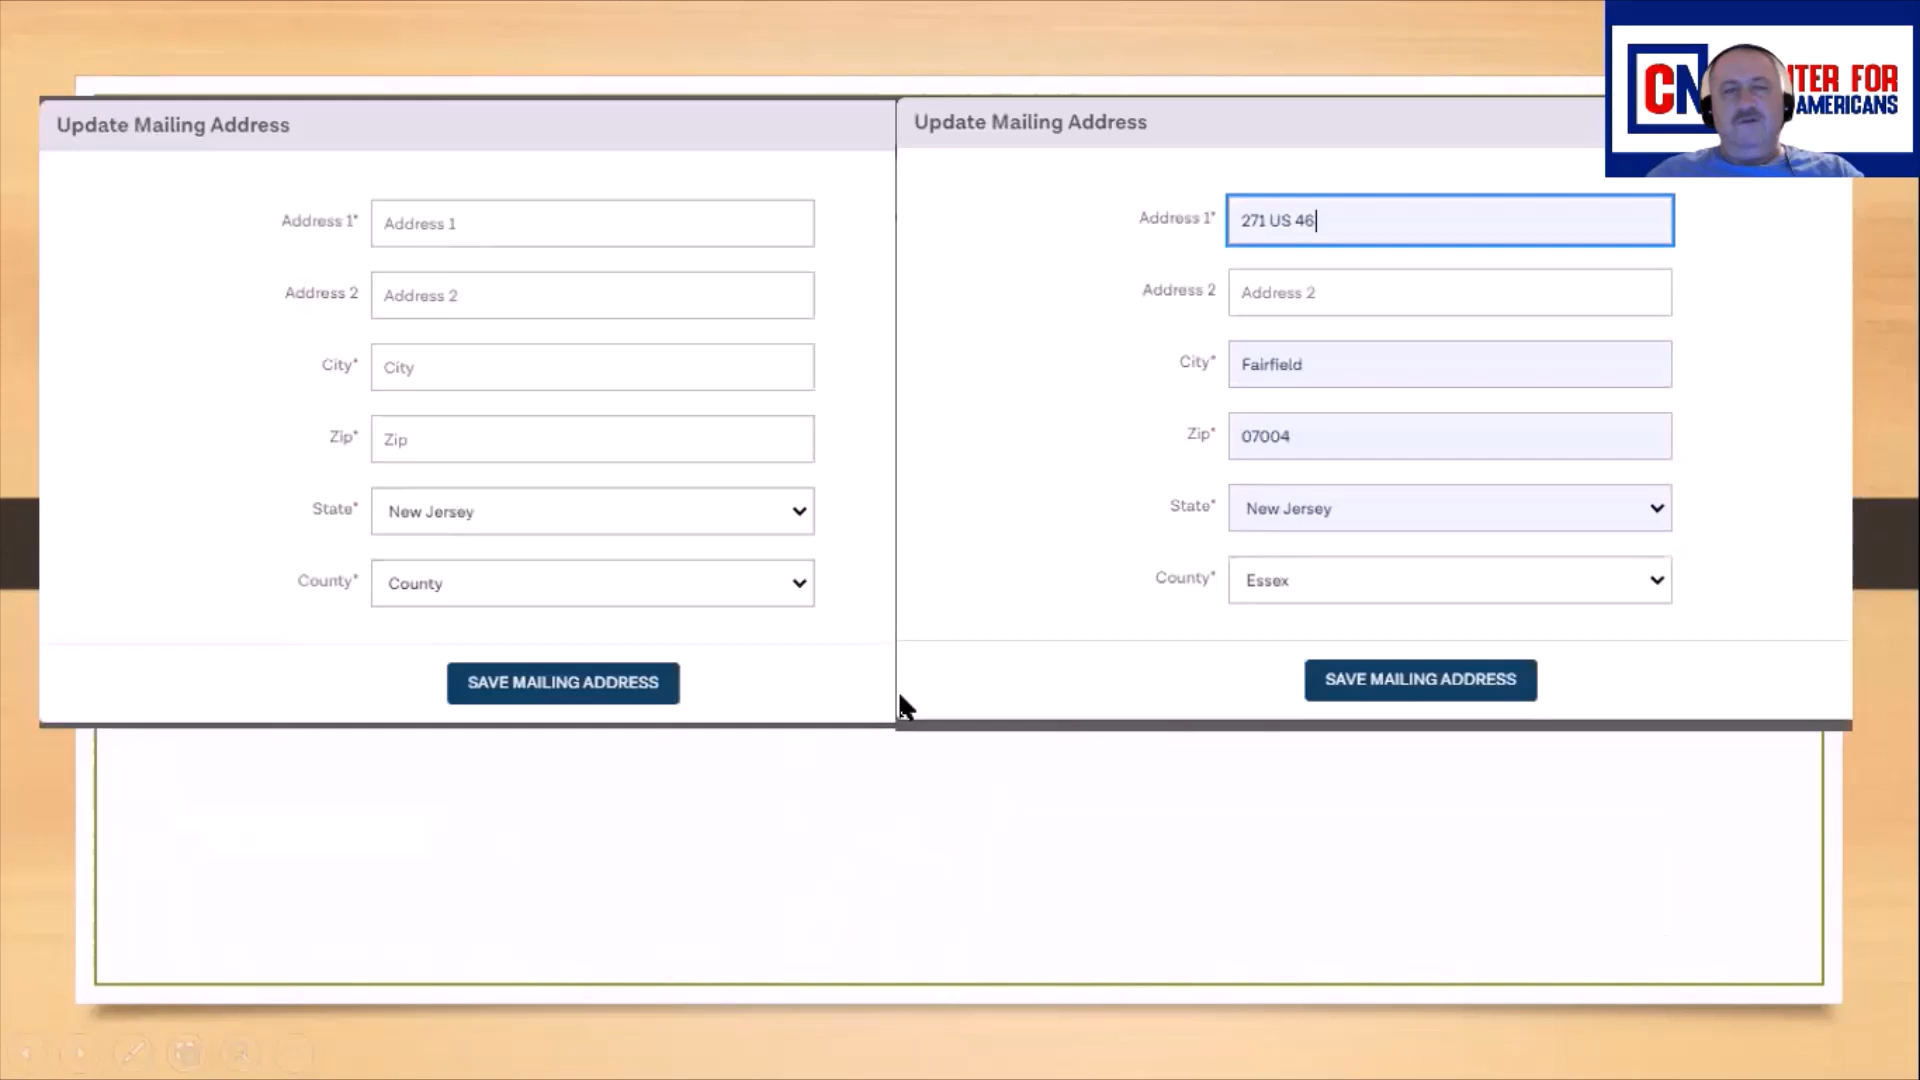 CN
TER FOR
AMERICANS
Update Mailing Address
Address 1*
Address 1
Address 2
Address 2
City*
City
Zip*
Zip
State*
New Jersey
County*
County
SAVE MAILING ADDRESS
Update Mailing Address
Address 1*
271 US 46
Address 2
Address 2
City*
Fairfield
Zip*
07004
State*
New Jersey
County*
Essex
SAVE MAILING ADDRESS